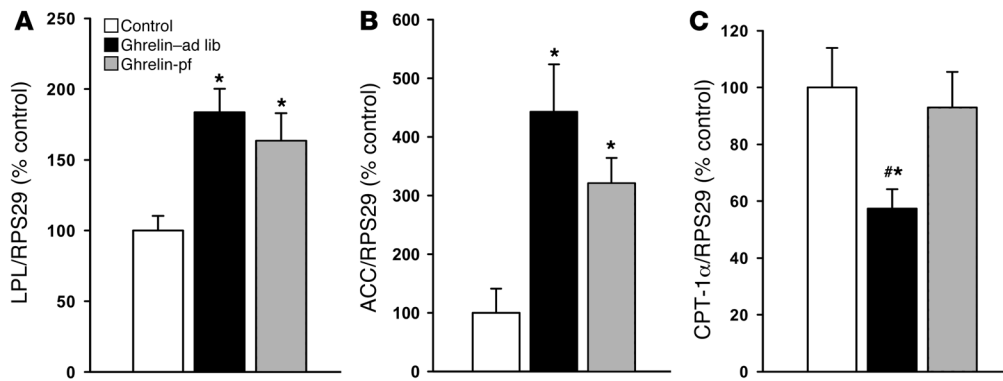 A
LPL/RPS29 (% control)
250
200
150
100
50
0
Control
Ghrelin–ad lib
Ghrelin-pf
*
*
B
ACC/RPS29 (% control)
600
500
400
300
200
100
0
*
*
C
CPT-1α/RPS29 (% control)
120
100
80
60
40
20
0
#*